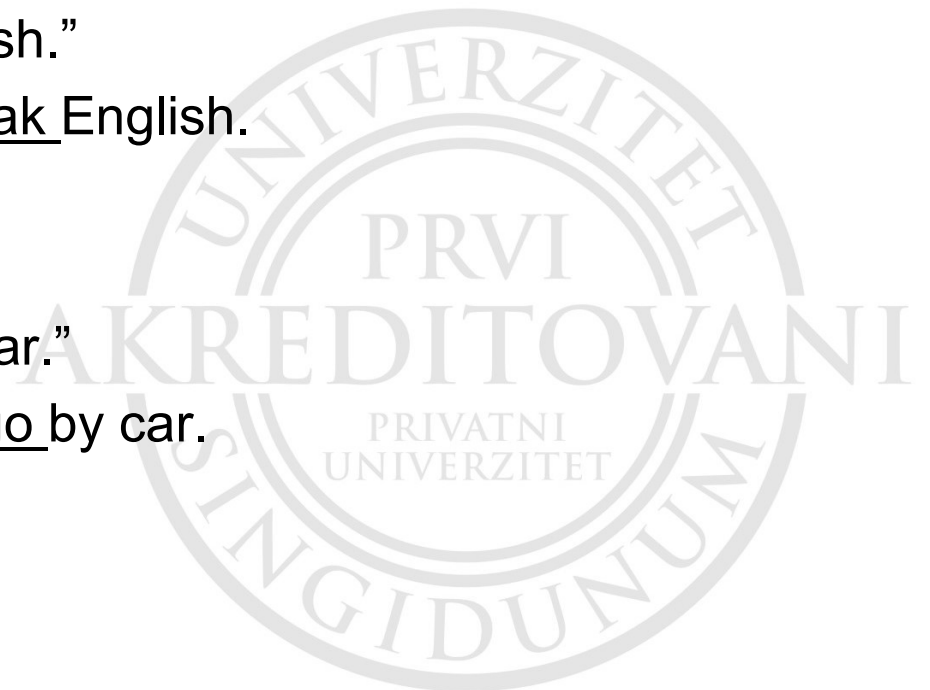 sh.”
ak English.
ar.”
o by car.
UNIVERZITET
PRVI
AKREDITOVANI
PRIVATNI
UNIVERZITET
SINGIDUNUM